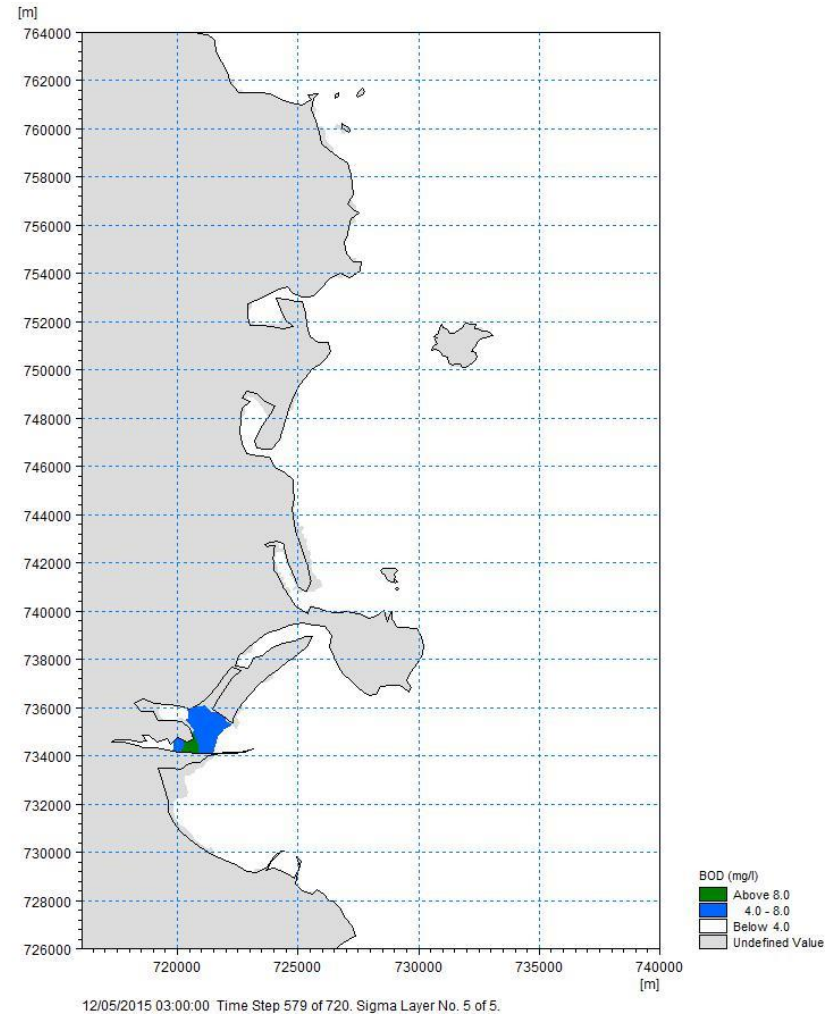 [m]
764000
762000
760000
758000
756000
754000
752000
750000
748000
746000
744000
742000
740000
738000
736000
734000
732000
730000
728000
726000
720000 725000 730000 735000 740000
[m]
BOD (mg/l)
Above 8.0
4.0 - 8.0
Below 4.0
Undefined Value
12/05/2015 03:00:00 Time Step 579 of 720. Sigma Layer No. 5 of 5.